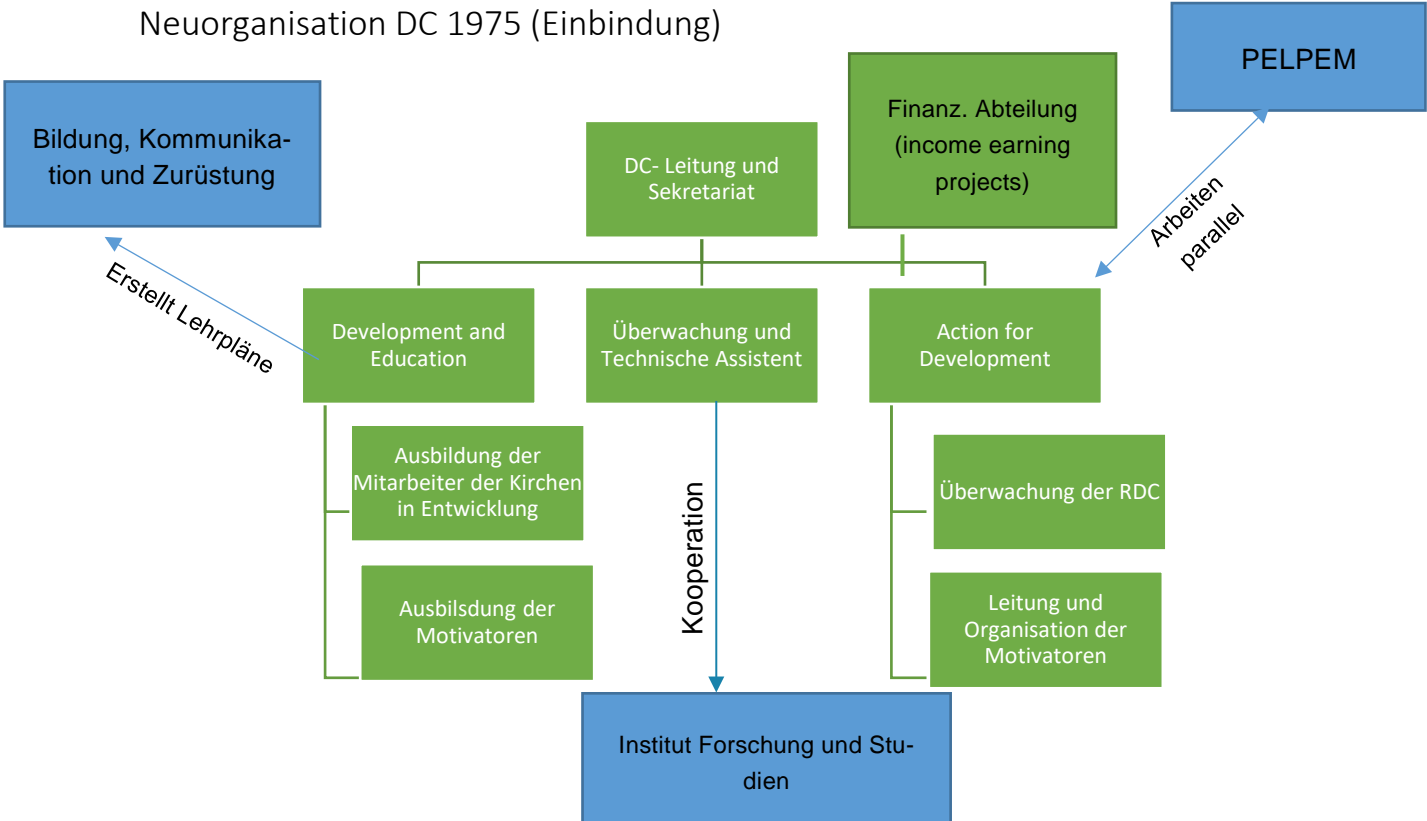 Neuorganisation DC 1975 (Einbindung)
PELPEM
Bildung, Kommunika-
tion und Zurüstung
DC- Leitung und
Sekretariat
Finanz. Abteilung
(income earning
projects)
Arbeiten
parallel
Erstellt Lehrpläne
Development and
Education
Überwachung und
Technische Assistent
Action for
Development
Ausbildung der
Mitarbeiter der Kirchen
in Entwicklung
Kooperation
Überwachung der RDC
Ausbilsdung der
Motivatoren
Leitung und
Organisation der
Motivatoren
Institut Forschung und Stu-
dien